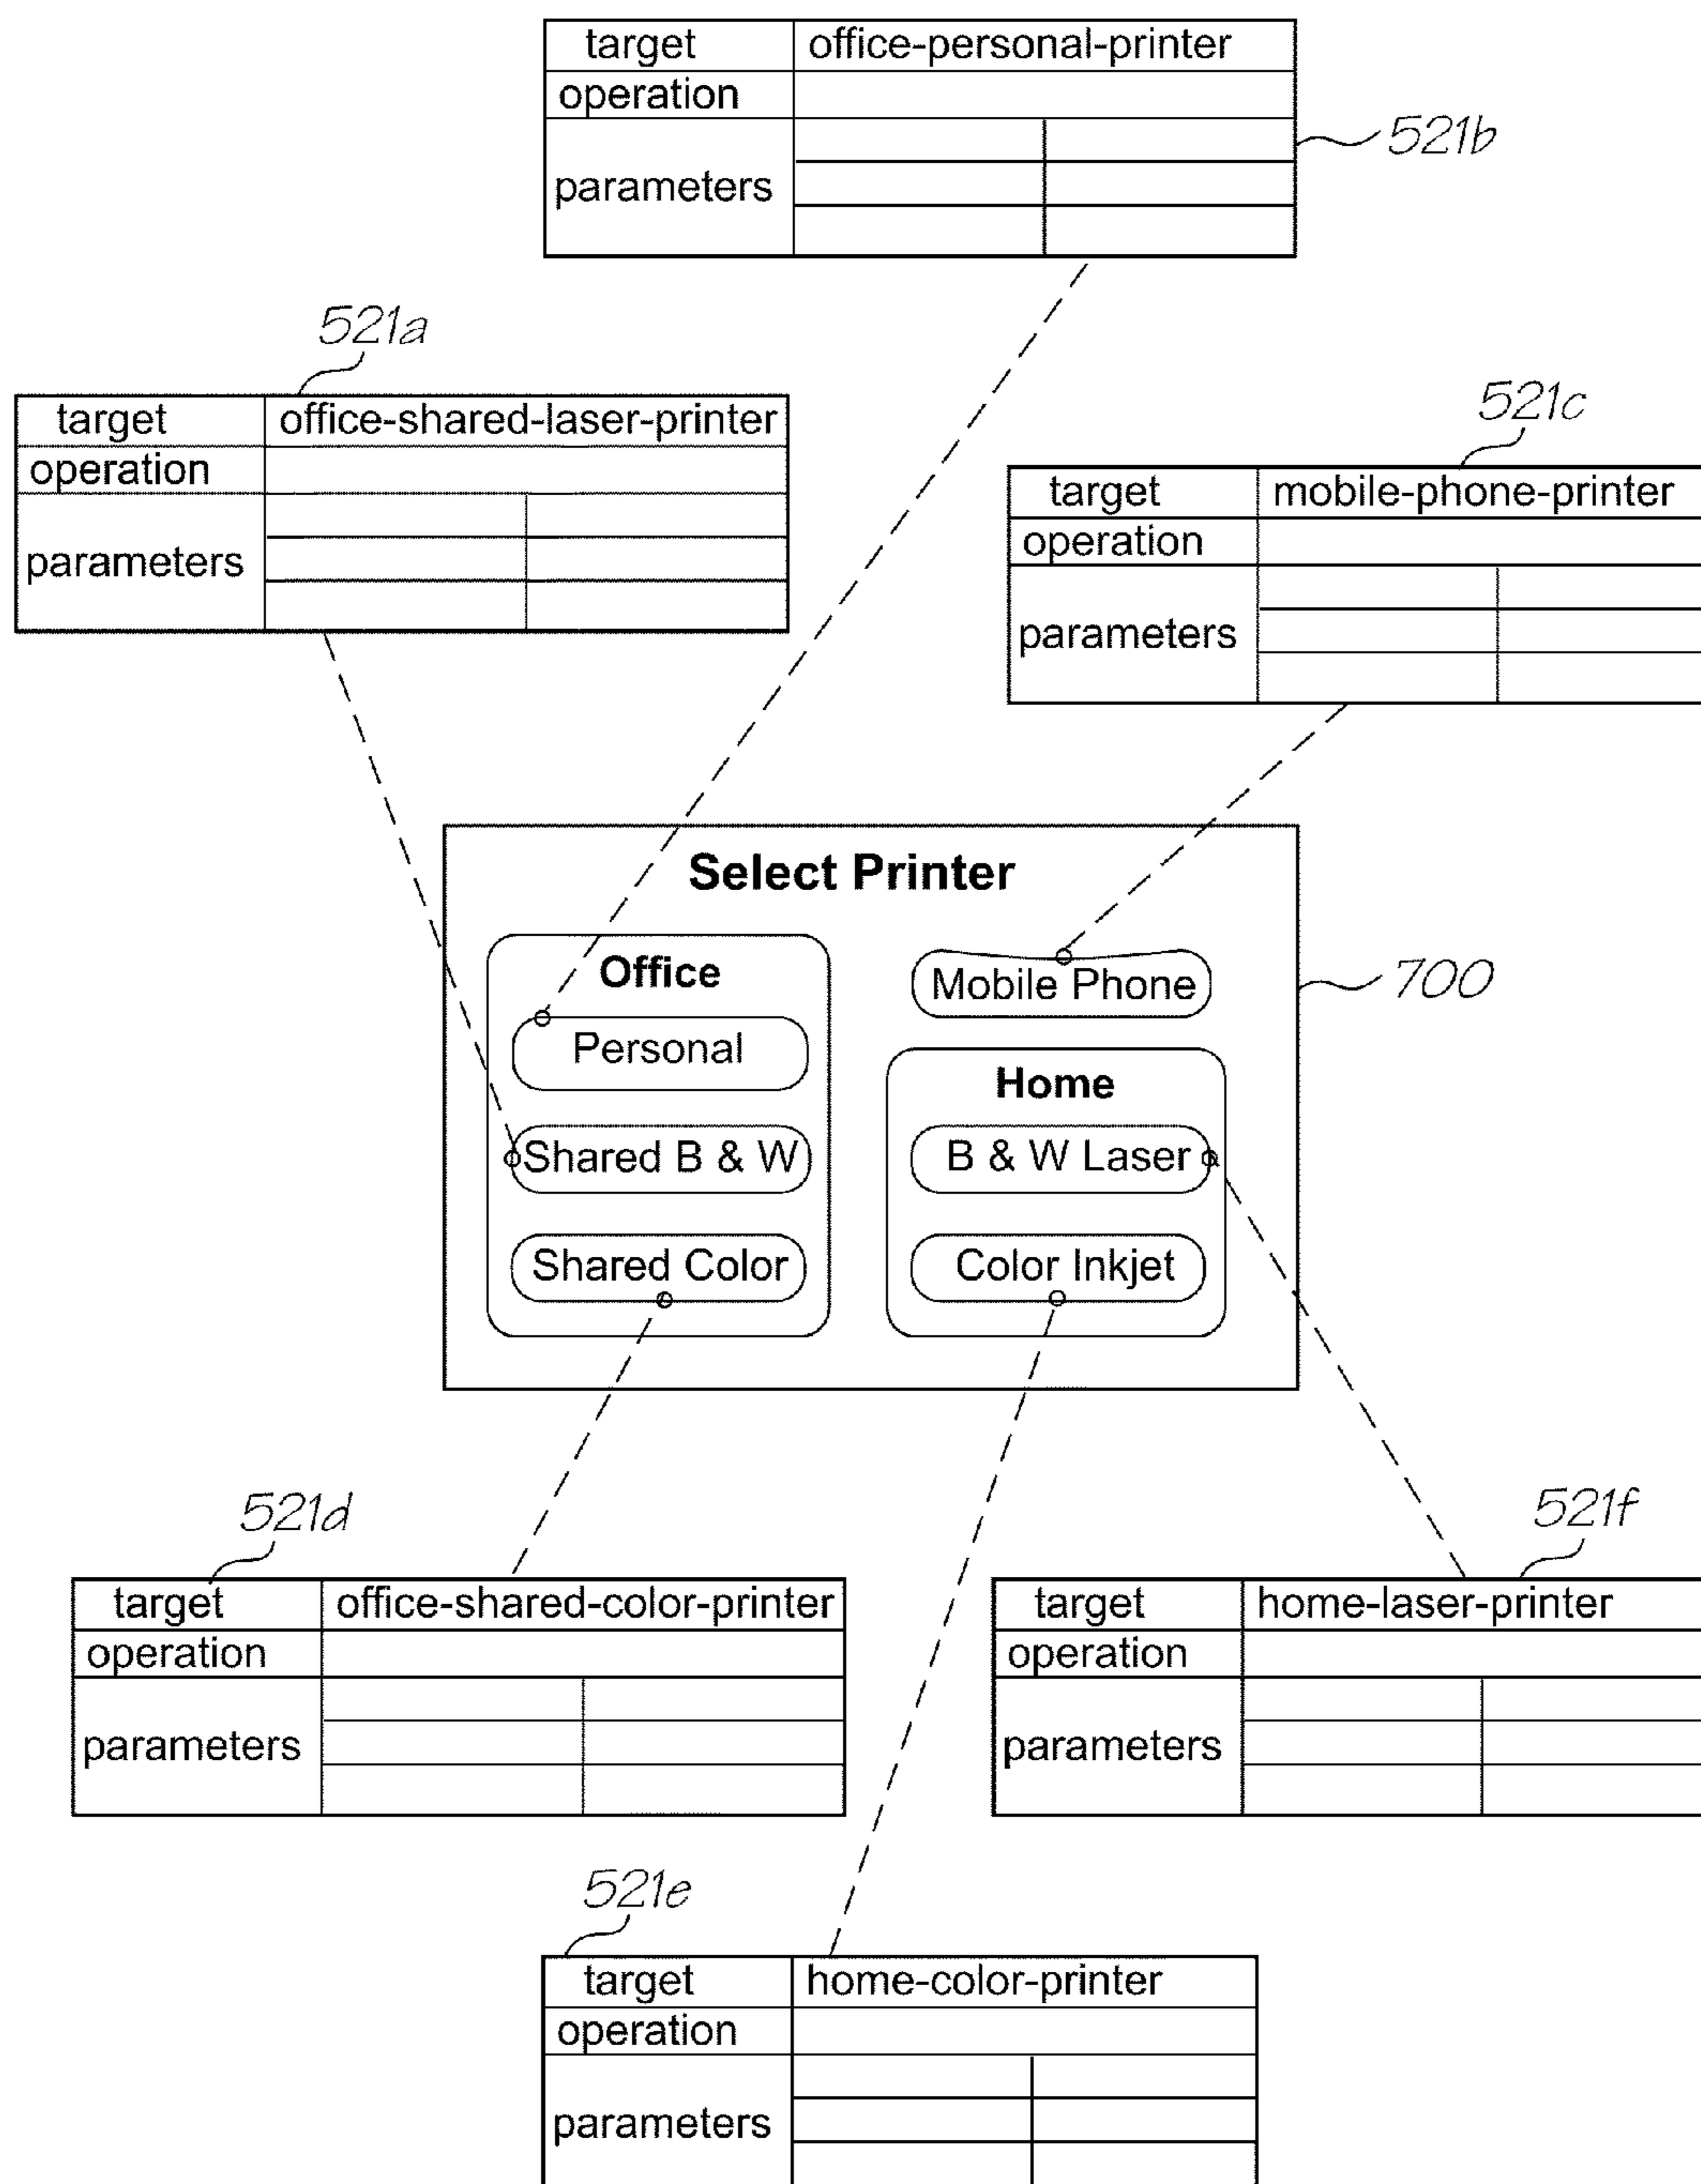 target office-personal-printer
operation
521b
parameters
521a
target office-shared-laser-printer
operation
parameters
521c
target mobile-phone-printer
operation
parameters
Select Printer
Office
Personal
Shared B & W
Shared Color
Mobile Phone
700
Home
B & W Laser
Color Inkjet
521d
target office-shared-color-printer
operation
parameters
521f
target home-laser-printer
operation
parameters
521e
target home-color-printer
operation
parameters